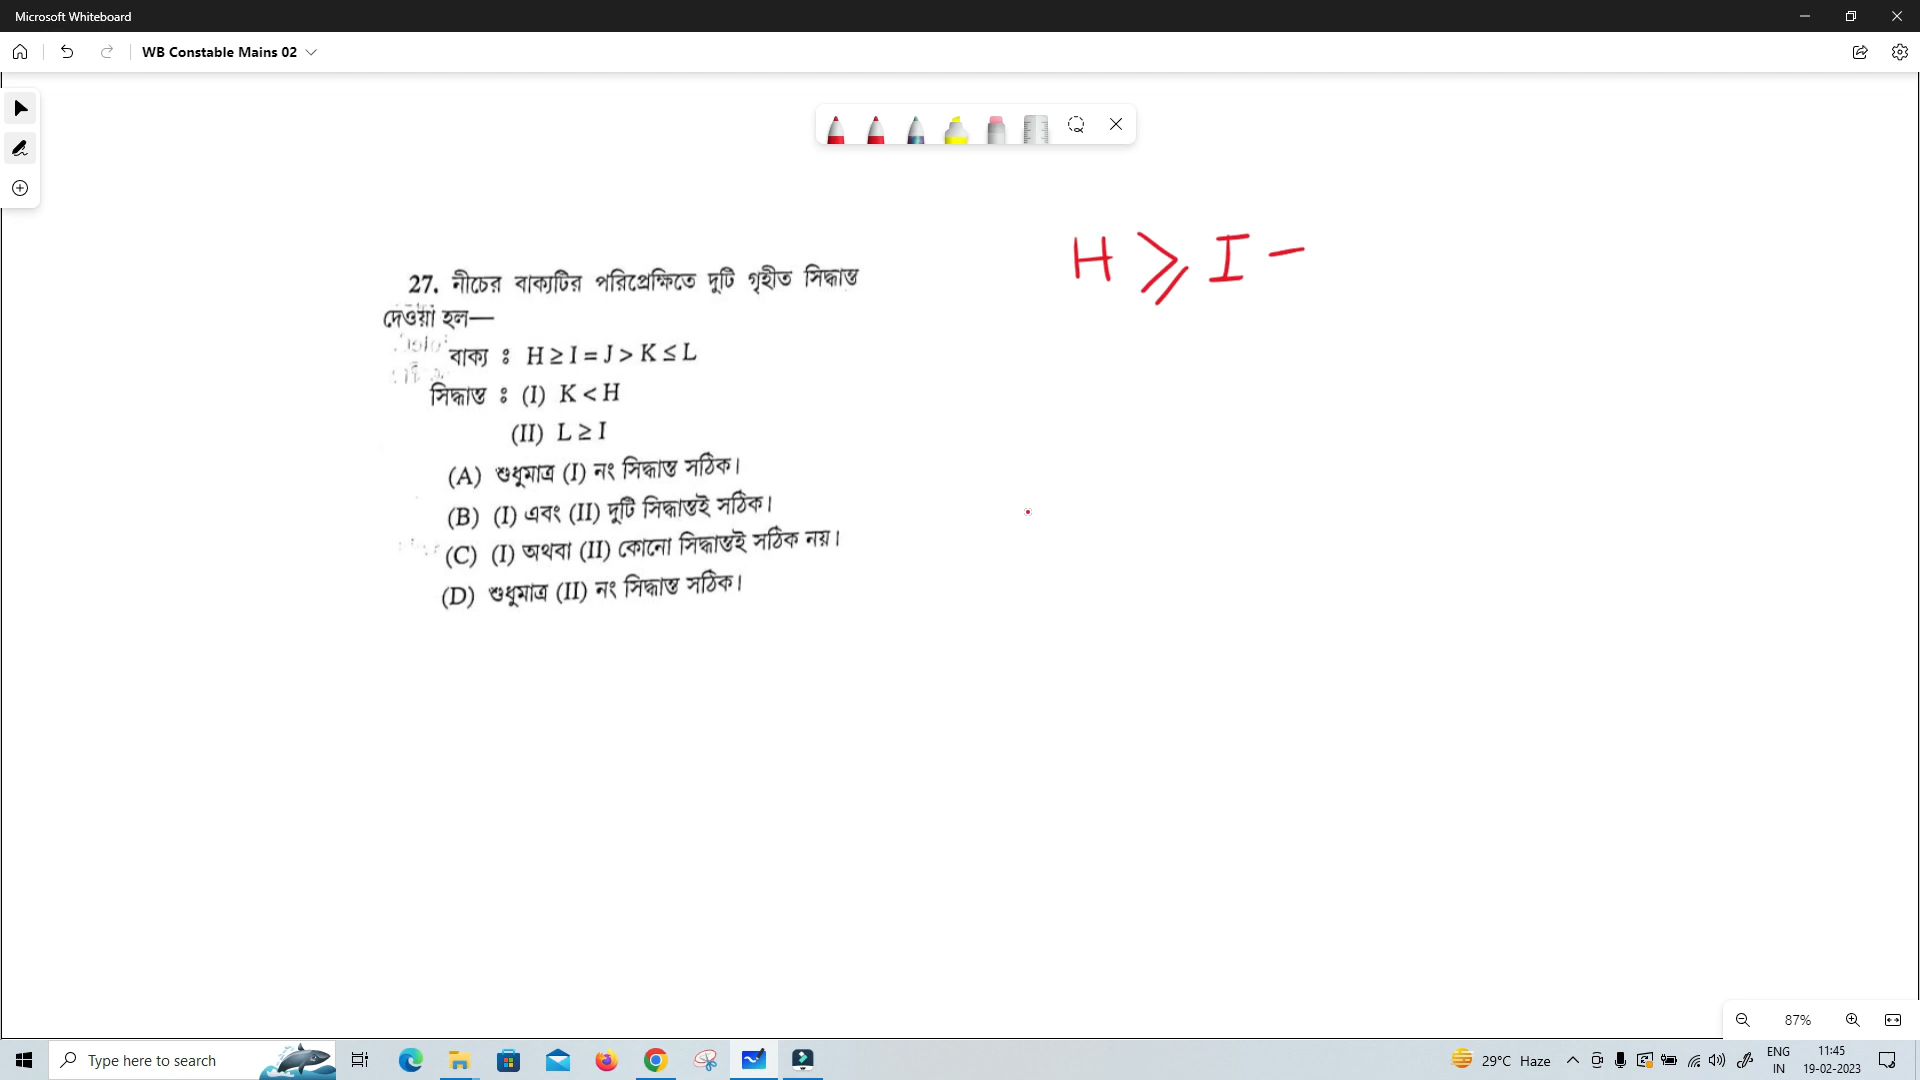 Microsoft Whiteboard
WB Constable Mains 02
H ≥ I -
27. নীচের বাক্যটির পরিপ্রেক্ষিতে দুটি গৃহীত সিদ্ধান্ত
দেওয়া হল—
বাক্য ঃ H ≥ I = J > K ≤ L
সিদ্ধান্ত ঃ (I) K < H
(II) L ≥ I
(A) শুধুমাত্র (I) নং সিদ্ধান্ত সঠিক।
(B) (I) এবং (II) দুটি সিদ্ধান্তই সঠিক।
(C) (I) অথবা (II) কোনো সিদ্ধান্তই সঠিক নয়।
(D) শুধুমাত্র (II) নং সিদ্ধান্ত সঠিক।
87%
Type here to search
29°C Haze
ENG
IN
11:45
19-02-2023